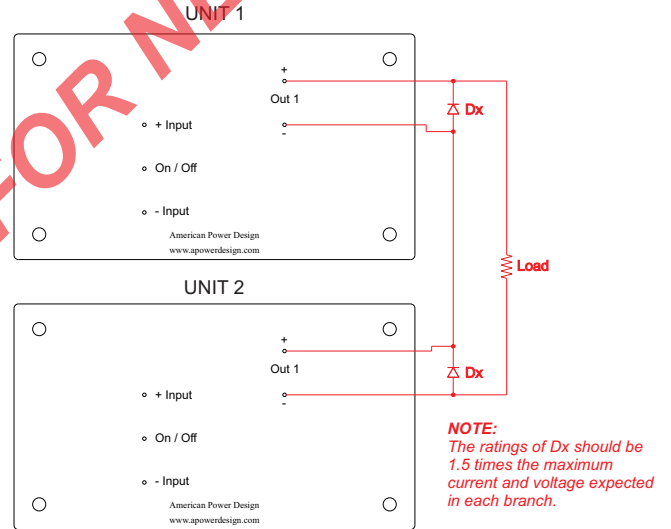 UNIT 1
FOR NE
+
Out 1
-
Dx
+ Input
On / Off
- Input
American Power Design
www.apowerdesign.com
Load
UNIT 2
+
Out 1
-
Dx
+ Input
On / Off
- Input
American Power Design
www.apowerdesign.com
NOTE:
The ratings of Dx should be
1.5 times the maximum
current and voltage expected
in each branch.